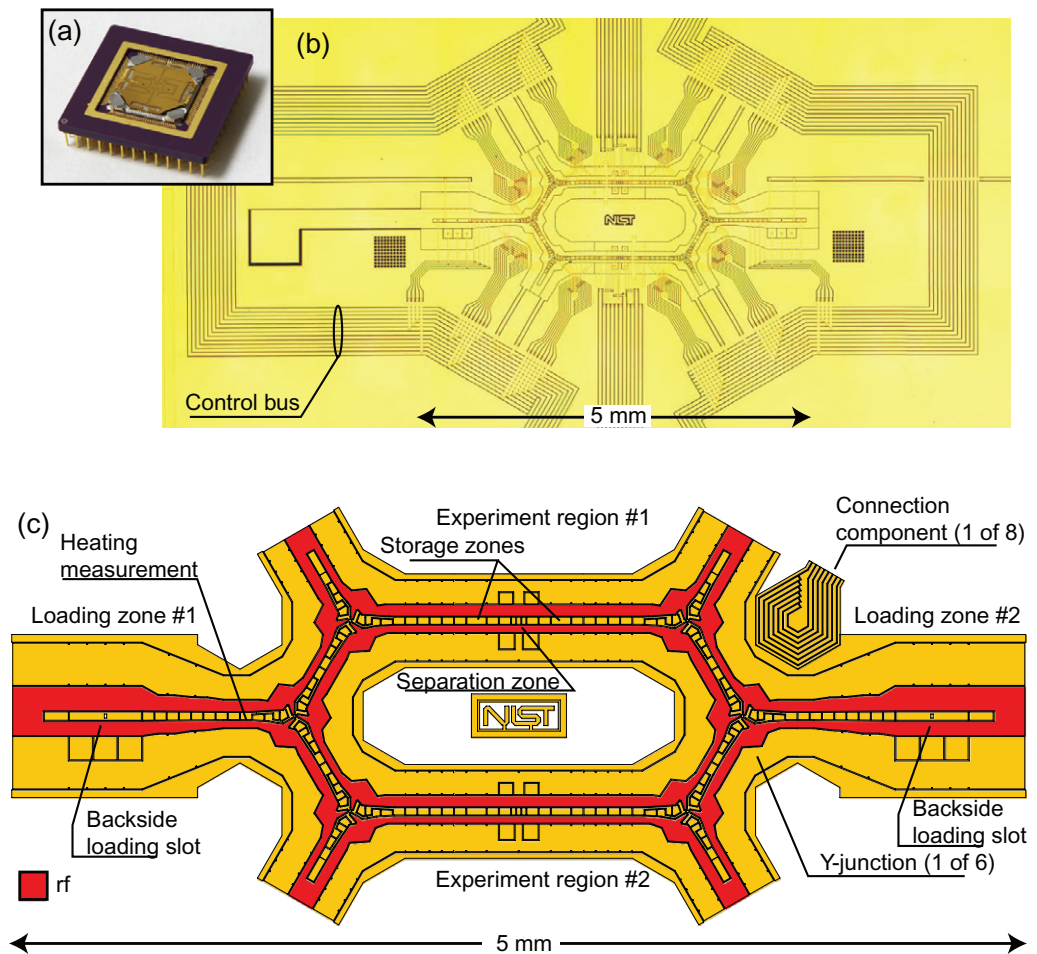 (a)
(b)
NIST
Control bus
5 mm
(c)
Experiment region #1
Storage zones
Connection
component (1 of 8)
Heating
measurement
Loading zone #1
Loading zone #2
Separation zone
NIST
Backside
loading slot
Backside
loading slot
Y-junction (1 of 6)
Experiment region #2
rf
5 mm